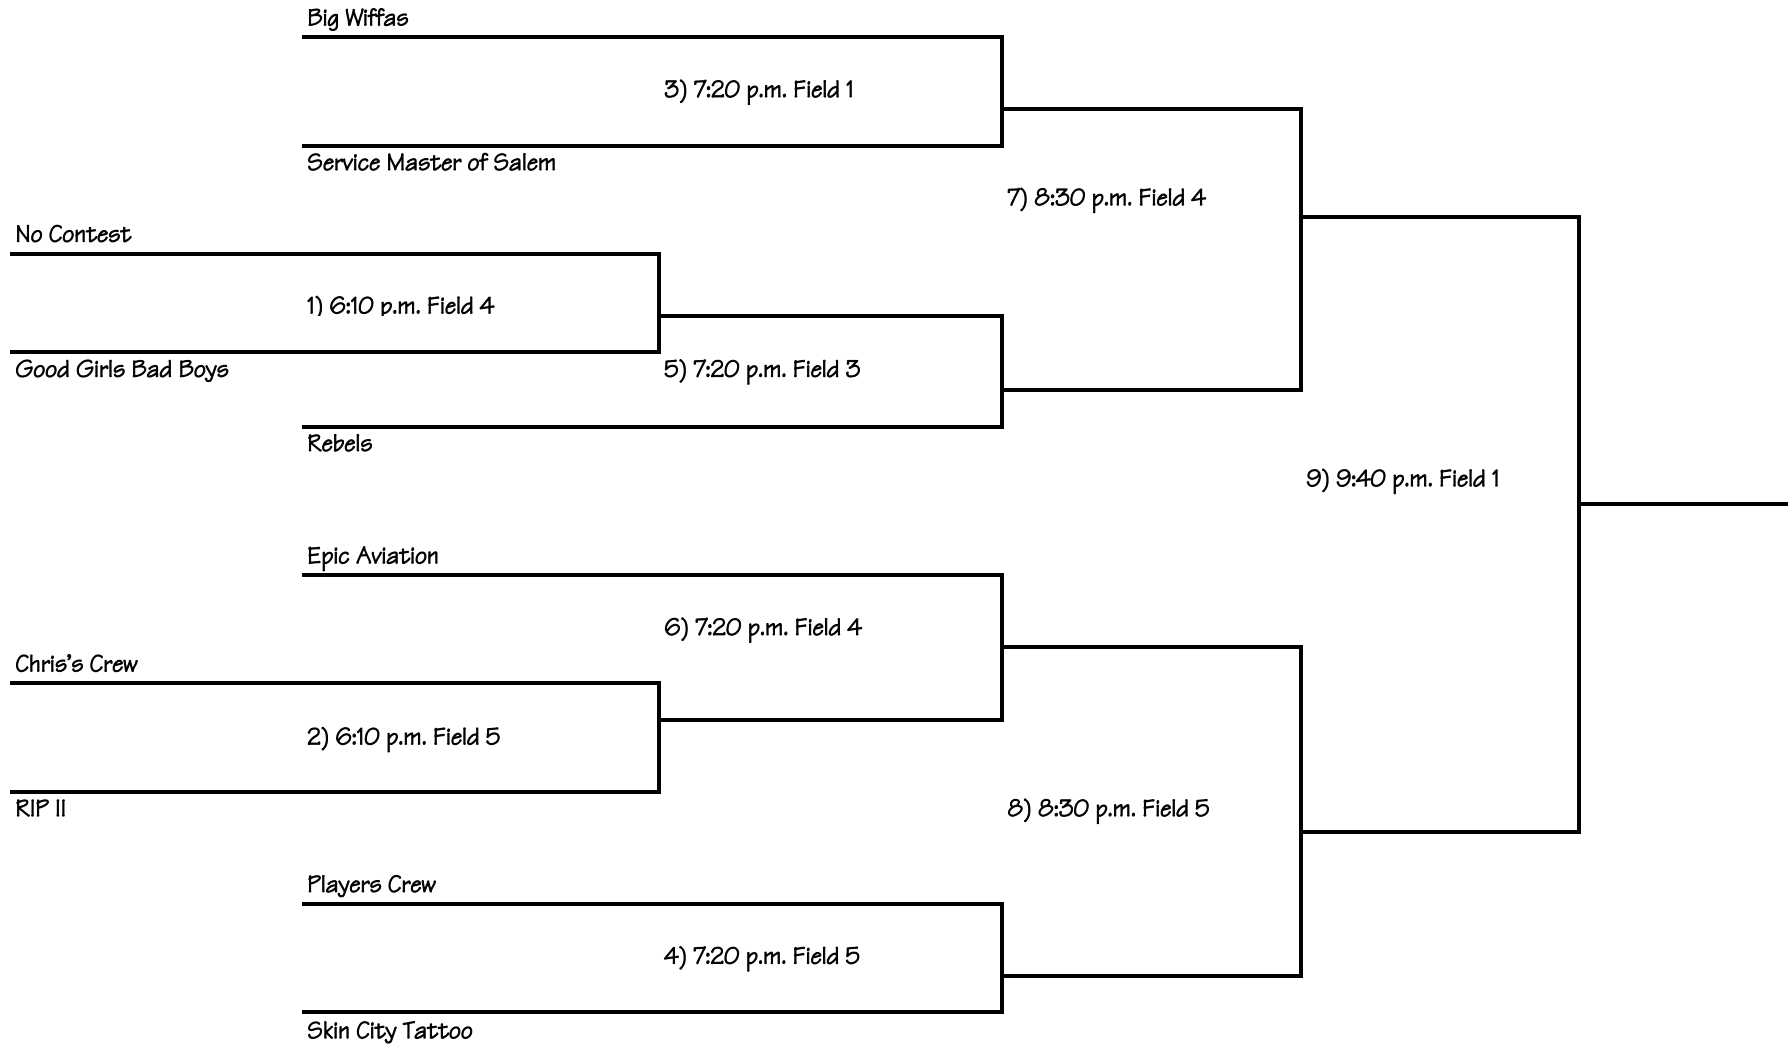 Big Wiffas
3) 7:20 p.m. Field 1
Service Master of Salem
7) 8:30 p.m. Field 4
No Contest
1) 6:10 p.m. Field 4
Good Girls Bad Boys
5) 7:20 p.m. Field 3
Rebels
9) 9:40 p.m. Field 1
Epic Aviation
6) 7:20 p.m. Field 4
Chris's Crew
2) 6:10 p.m. Field 5
RIP II
8) 8:30 p.m. Field 5
Players Crew
4) 7:20 p.m. Field 5
Skin City Tattoo